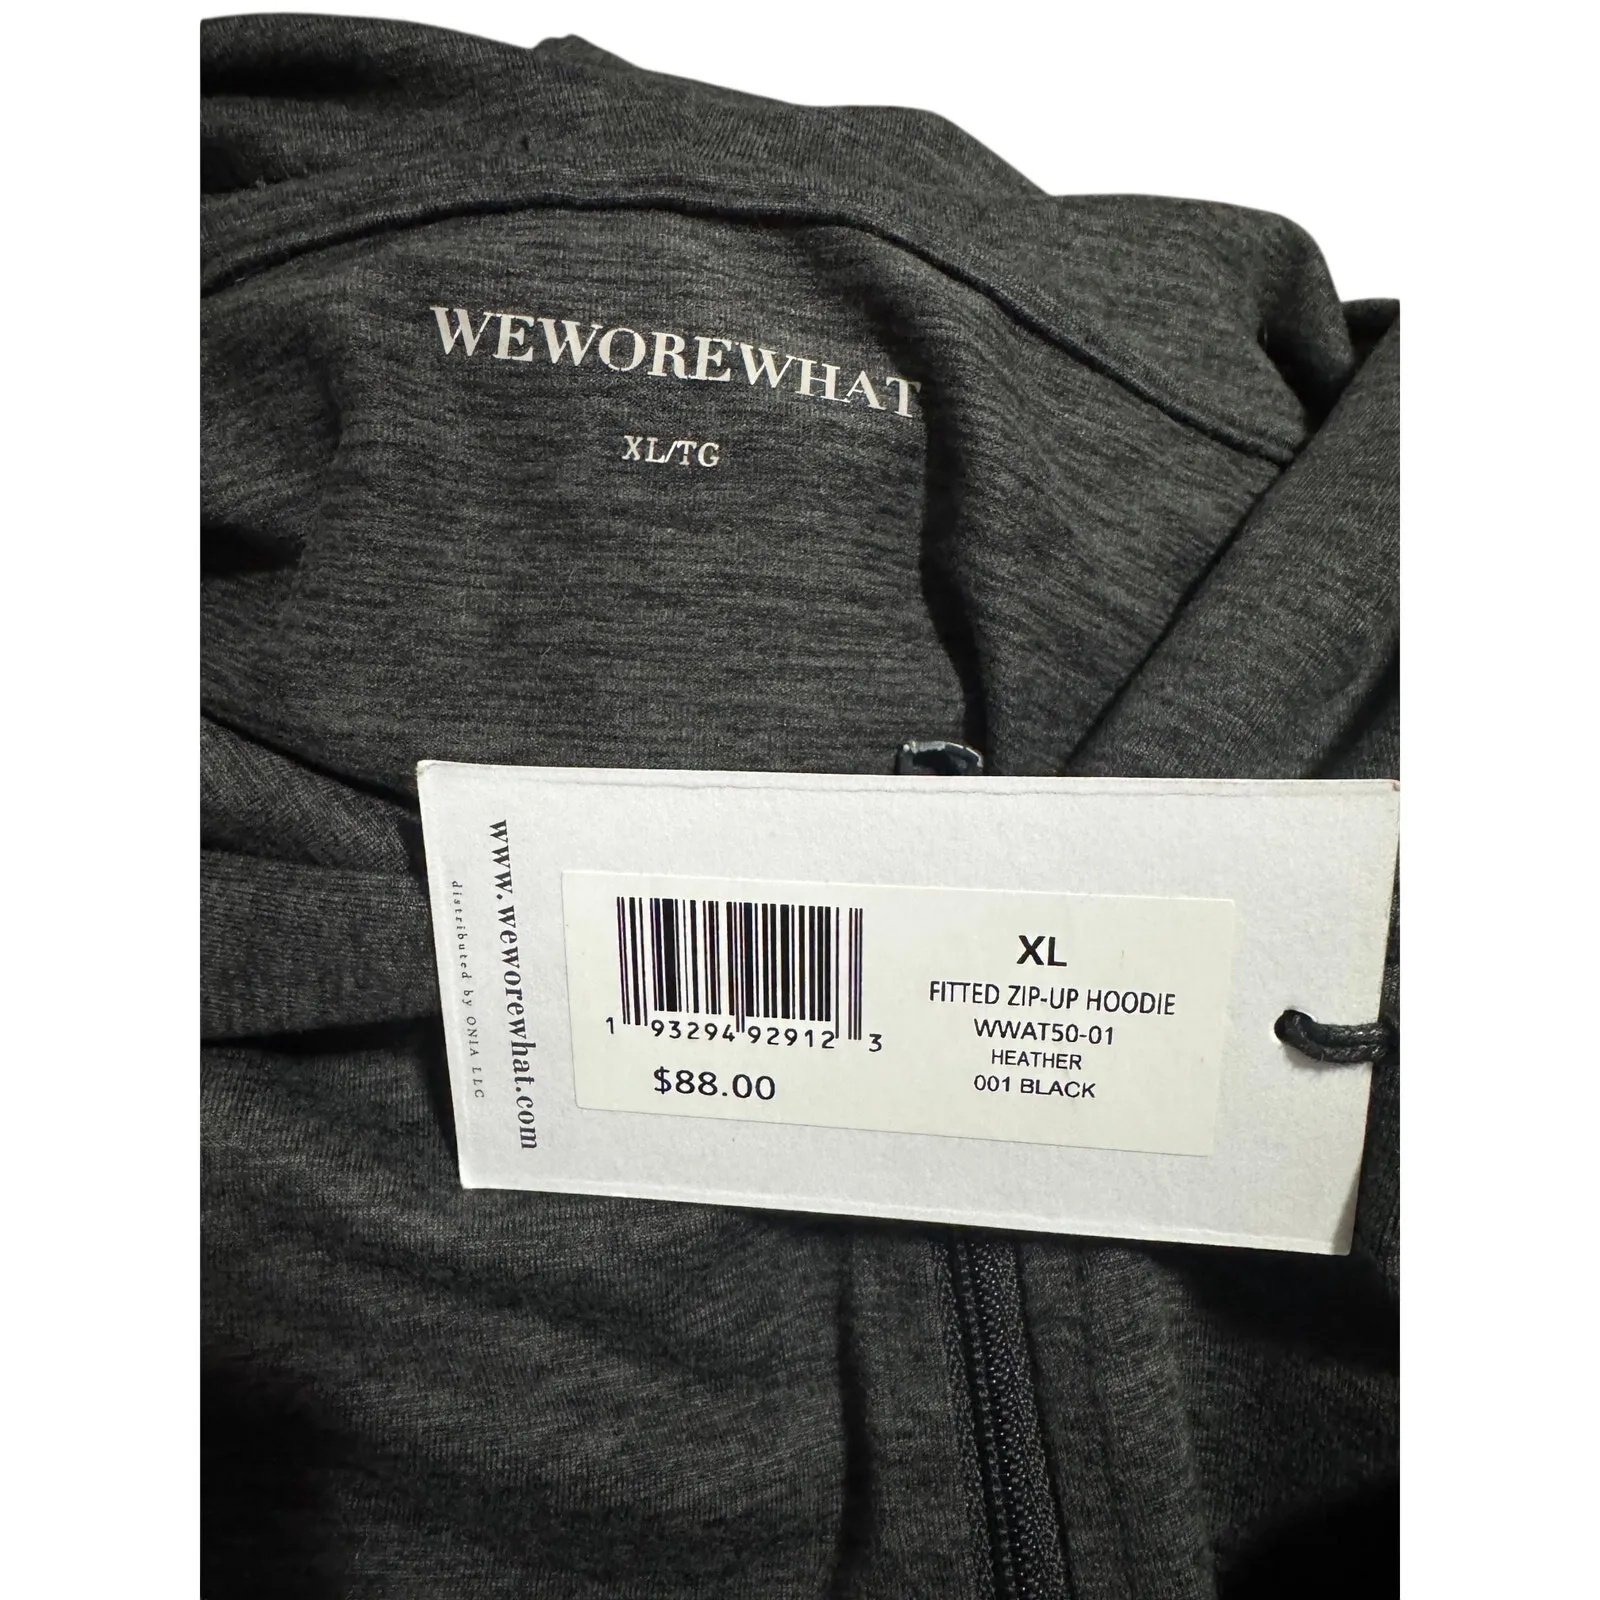 WEWOREWHAT
XL/TG
www.weworewhat.com
distributed by ONIA LLC
1 93294 92912 3
$88.00
XL
FITTED ZIP-UP HOODIE
WWAT50-01
HEATHER
001 BLACK